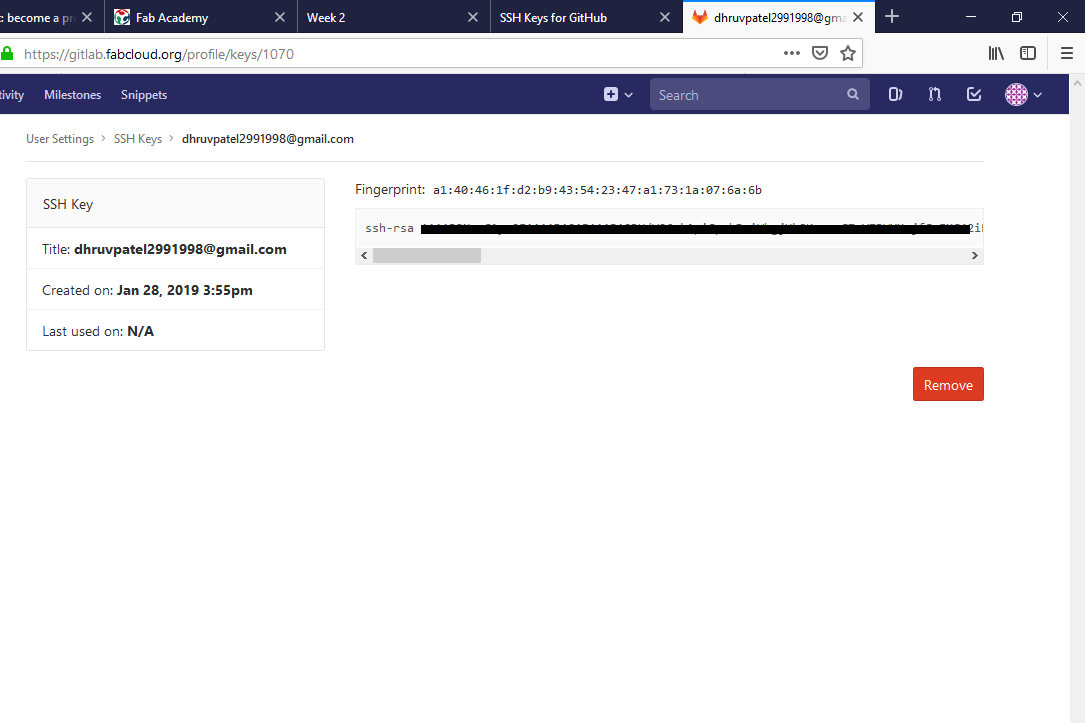 : become a pr
Fab Academy
Week 2
SSH Keys for GitHub
dhruvpatel2991998@gma
https://gitlab.fabcloud.org/profile/keys/1070
tivity Milestones Snippets Search
User Settings > SSH Keys > dhruvpatel2991998@gmail.com
SSH Key
Title: dhruvpatel2991998@gmail.com
Created on: Jan 28, 2019 3:55pm
Last used on: N/A
Fingerprint: a1:40:46:1f:d2:b9:43:54:23:47:a1:73:1a:07:6a:6b
ssh-rsa
Remove